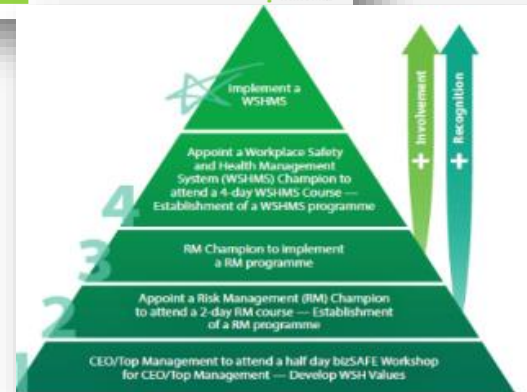 Implement a
WSHMS
Appoint a Workplace Safety
and Health Management
System (WSHMS) Champion to
attend a 4-day WSHMS Course —
Establishment of a WSHMS programme
4
RM Champion to implement
a RM programme
3
Appoint a Risk Management (RM) Champion
to attend a 2-day RM course — Establishment
of a RM programme
2
CEO/Top Management to attend a half day bizSAFE Workshop
for CEO/Top Management — Develop WSH Values
+ Involvement
+ Recognition